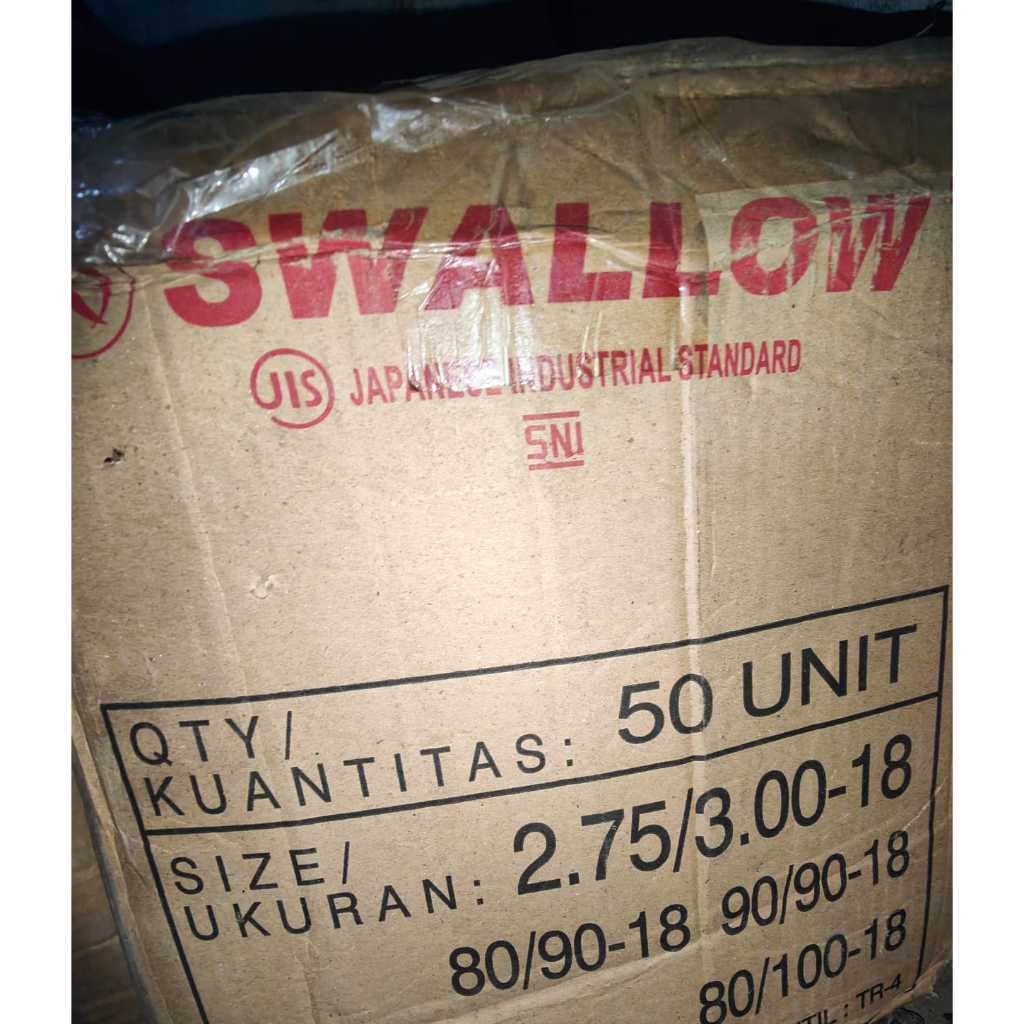 SWALLOW
JIS JAPANESE INDUSTRIAL STANDARD
SNI
QTY/
KUANTITAS: 50 UNIT
SIZE/
UKURAN: 2.75/3.00-18
80/90-18 90/90-18
80/100-18
: TR-4